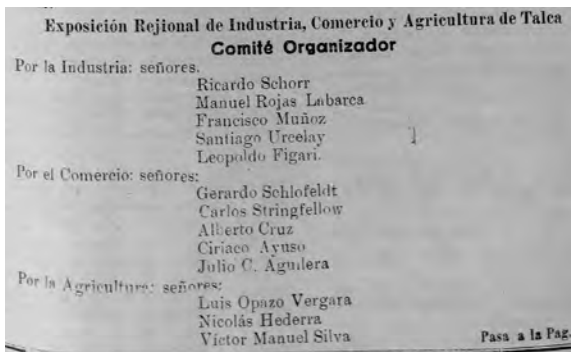 Exposición Rejional de Industria, Comercio y Agricultura de Talca
Comité Organizador
Por la Industria: señores.
Ricardo Schorr
Manuel Rojas Labarca
Francisco Muñoz
Santiago Urcelay
Leopoldo Figari.
Por el Comercio: señores:
Gerardo Schlofeldt
Carlos Stringfellow
Alberto Cruz
Ciriaco Ayuso
Julio C. Aguilera
Por la Agricultura: señores:
Luis Opazo Vergara
Nicolás Hederra
Víctor Manuel Silva
Pasa a la Pag.